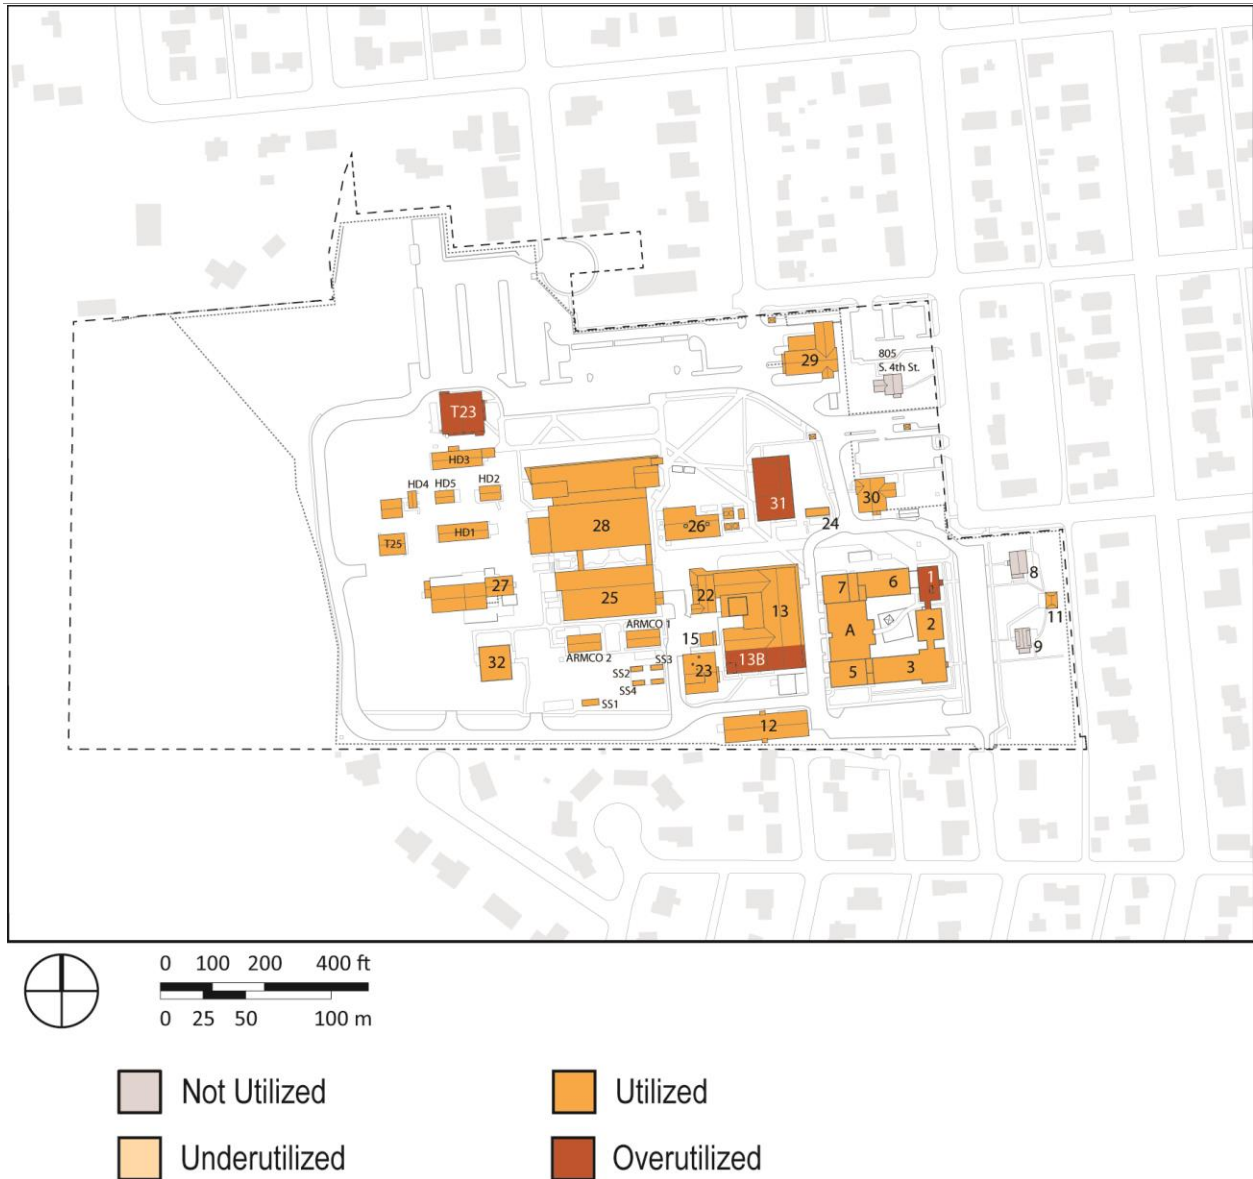 805
S. 4th St.
29
T23
HD3
HD4
HD5
HD2
31
30
24
28
26
T25
HD1
27
25
22
13
7
6
1
8
11
A
2
9
ARMCO 1
15
ARMCO 2
32
13B
23
5
3
SS3
SS2
SS4
SS1
12
0 100 200 400 ft
0 25 50 100 m
Not Utilized
Utilized
Underutilized
Overutilized